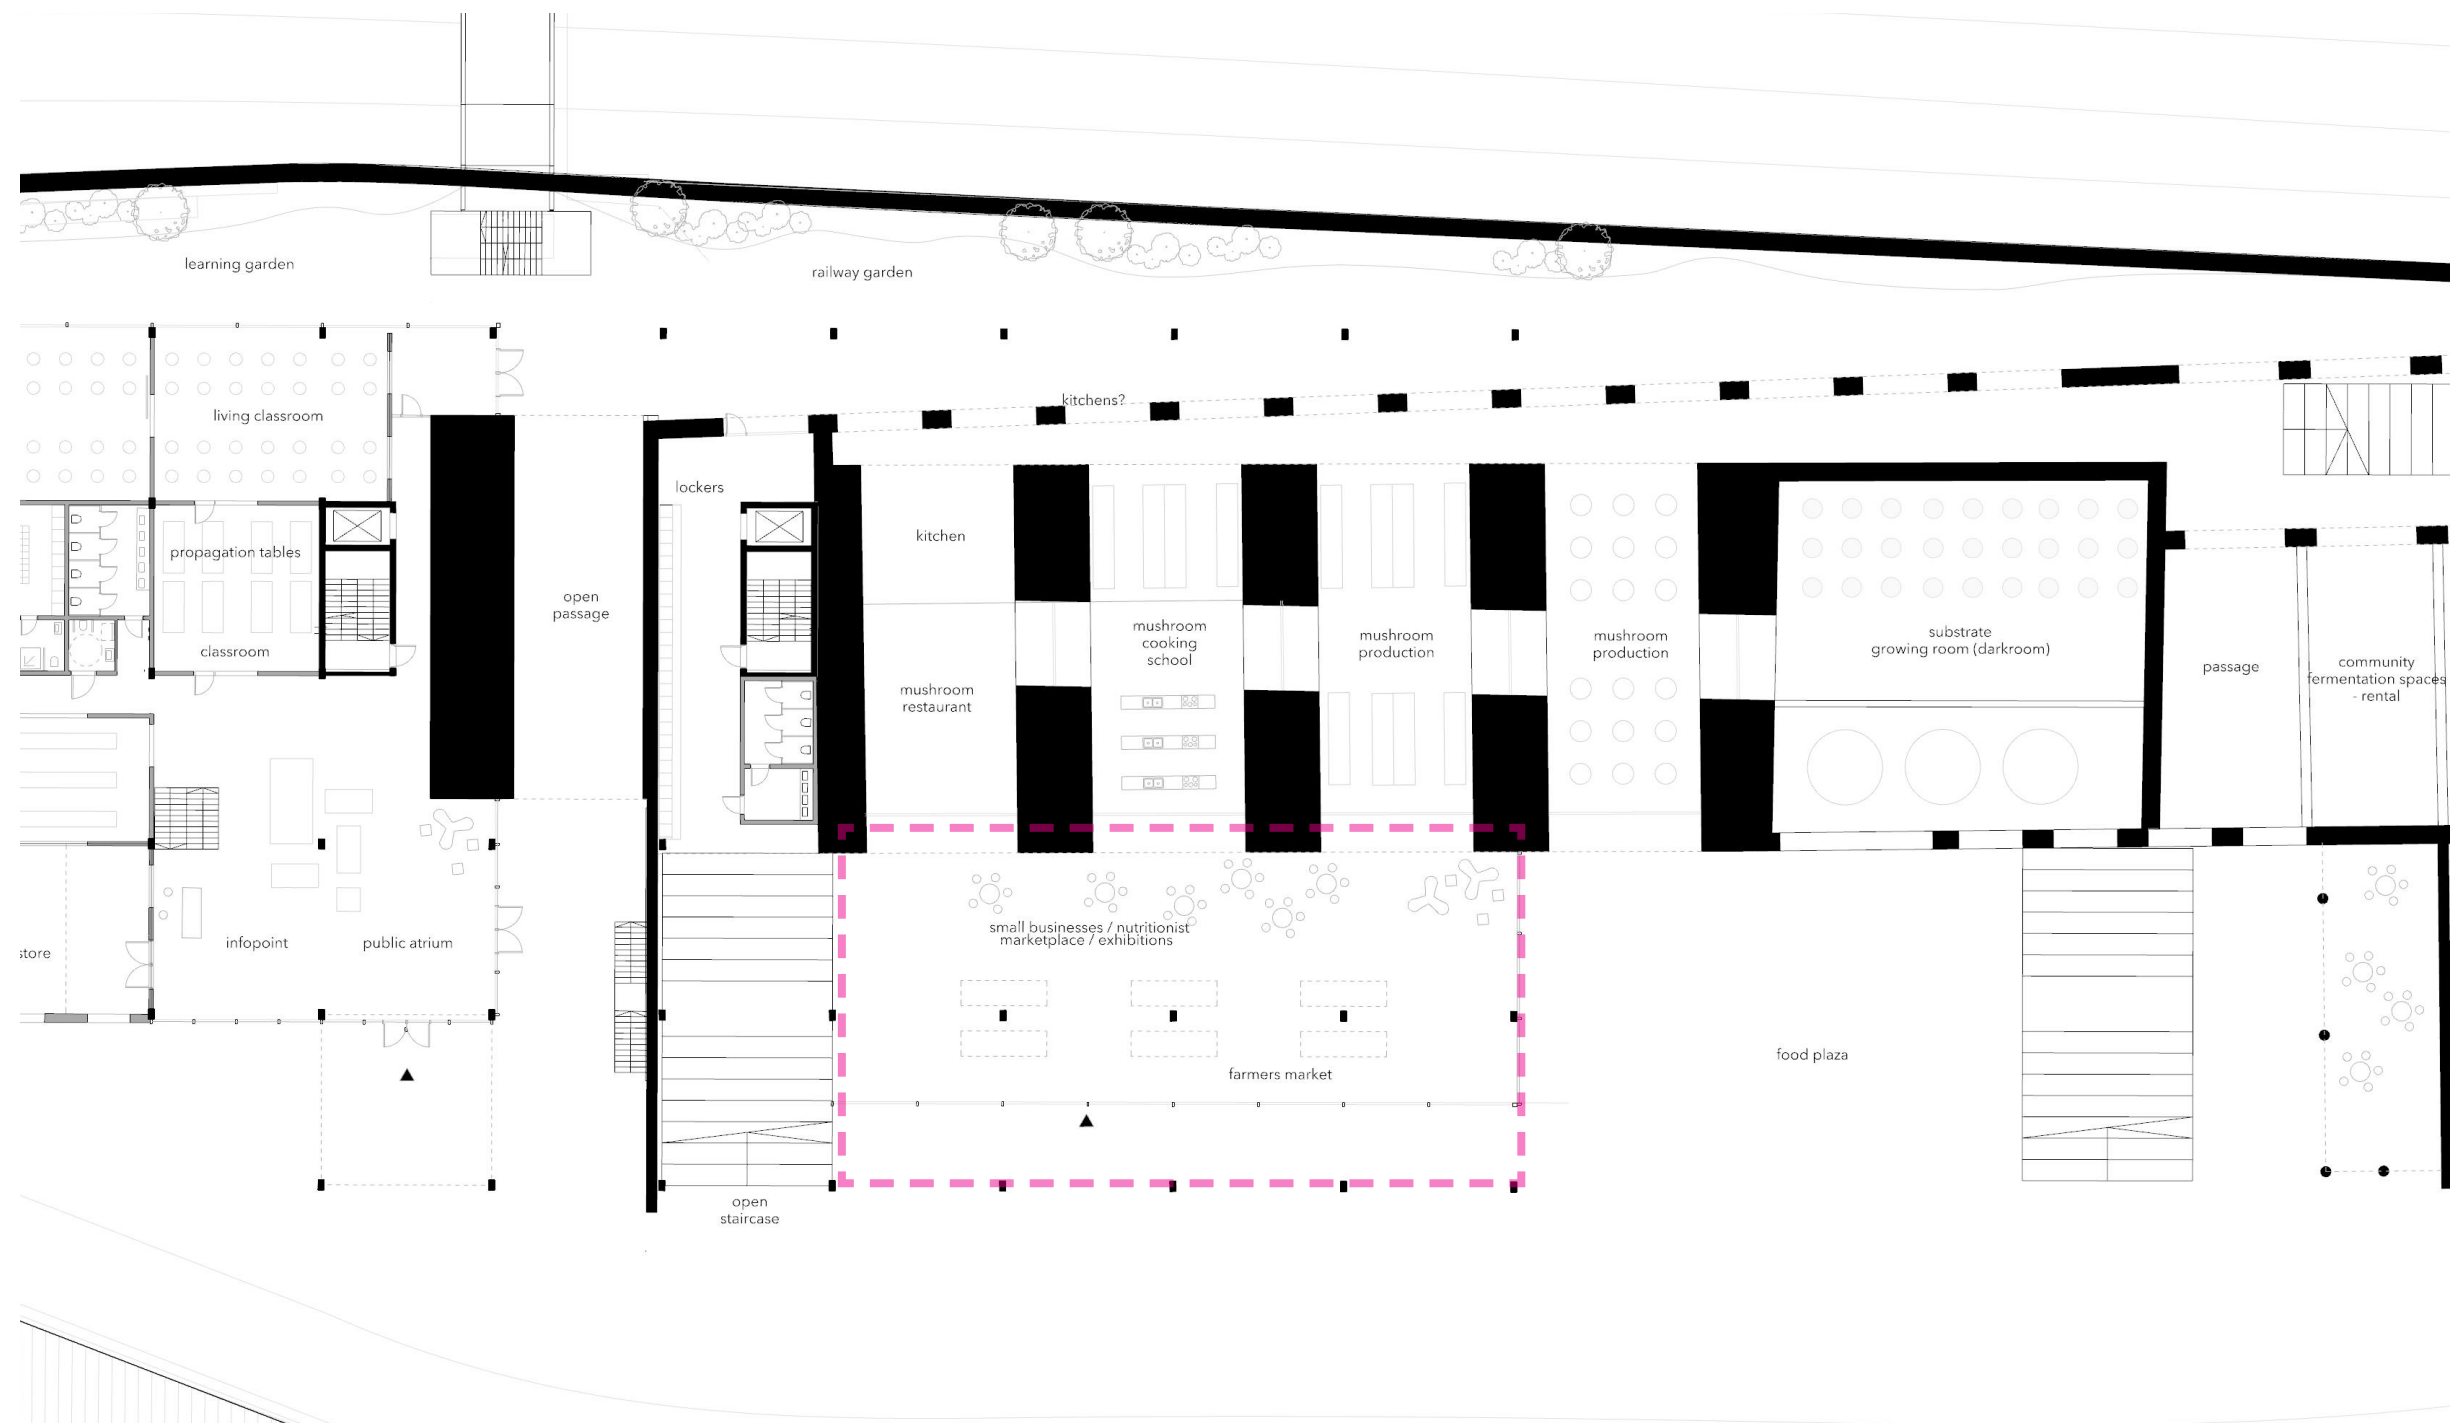 learning garden
railway garden
kitchens?
living classroom
lockers
kitchen
propagation tables
open
passage
mushroom
cooking
school
mushroom
production
mushroom
production
substrate
growing room (darkroom)
classroom
passage
community
fermentation spaces
- rental
mushroom
restaurant
small businesses / nutritionist
marketplace / exhibitions
infopoint
public atrium
store
food plaza
farmers market
open
staircase